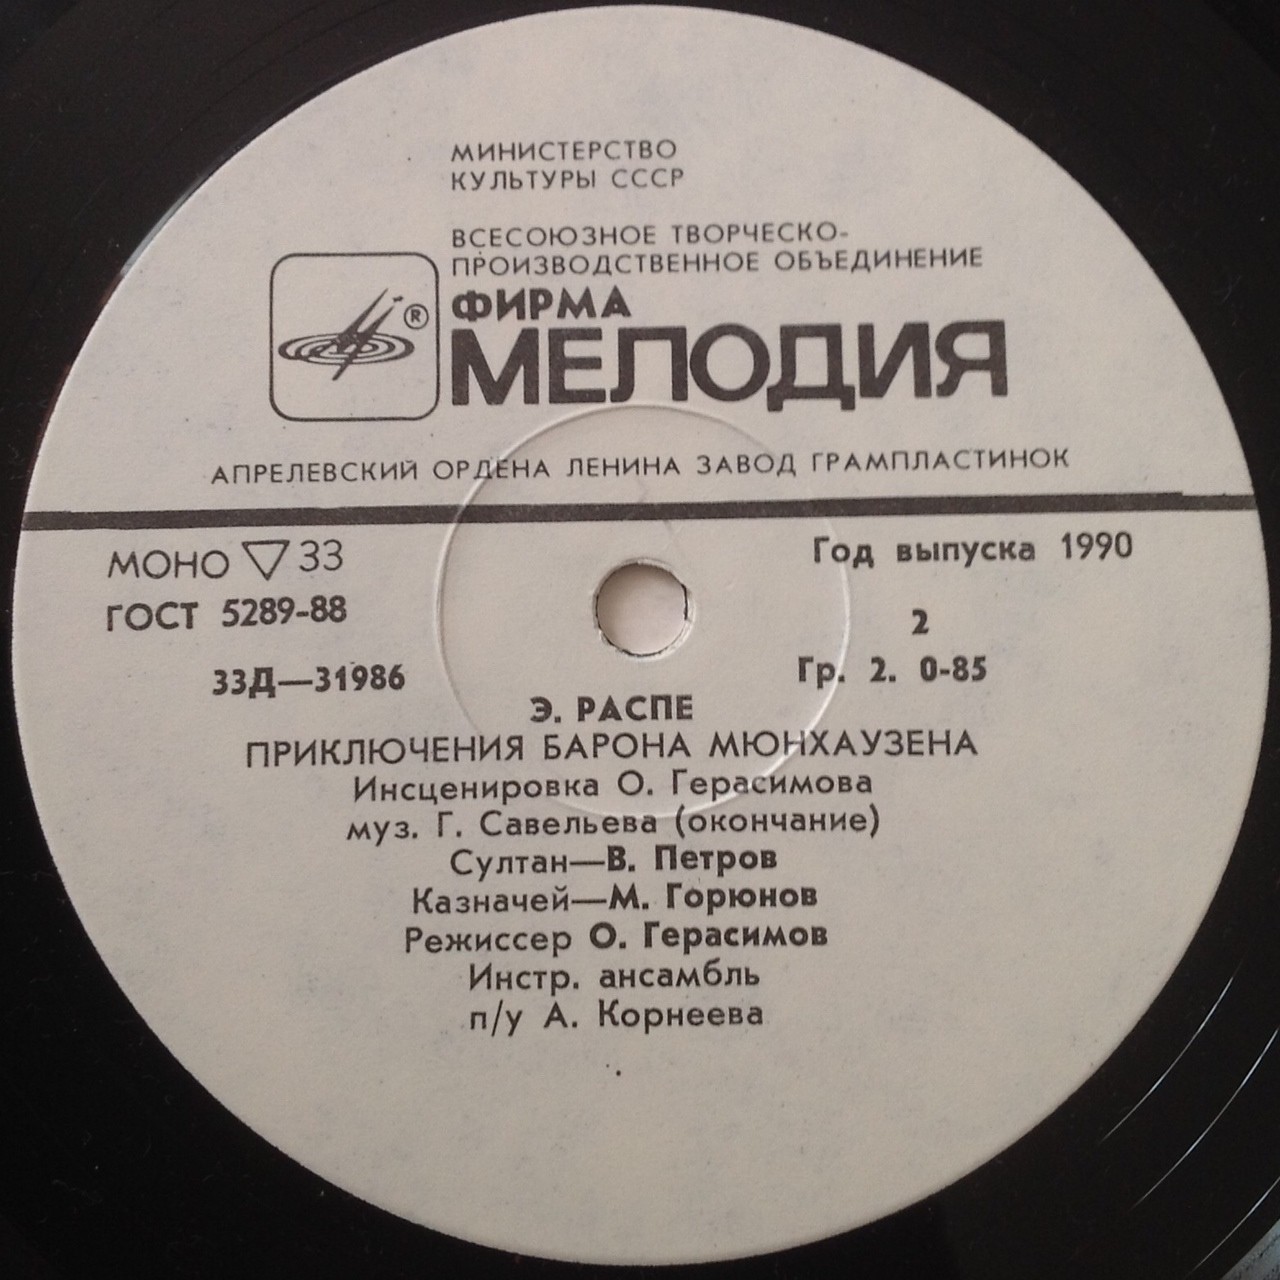 МИНИСТЕРСТВО
КУЛЬТУРЫ СССР
ВСЕСОЮЗНОЕ ТВОРЧЕСКО-
ПРОИЗВОДСТВЕННОЕ ОБЪЕДИНЕНИЕ
ФИРМА
®
МЕЛОДИЯ
АПРЕЛЕВСКИЙ ОРДЕНА ЛЕНИНА ЗАВОД ГРАМПЛАСТИНОК
МОНО ▽ 33
Год выпуска 1990
ГОСТ 5289-88
2
33Д—31986
Гр. 2. 0-85
Э. РАСПЕ
ПРИКЛЮЧЕНИЯ БАРОНА МЮНХАУЗЕНА
Инсценировка О. Герасимова
муз. Г. Савельева (окончание)
Султан—В. Петров
Казначей—М. Горюнов
Режиссер О. Герасимов
Инстр. ансамбль
п/у А. Корнеева